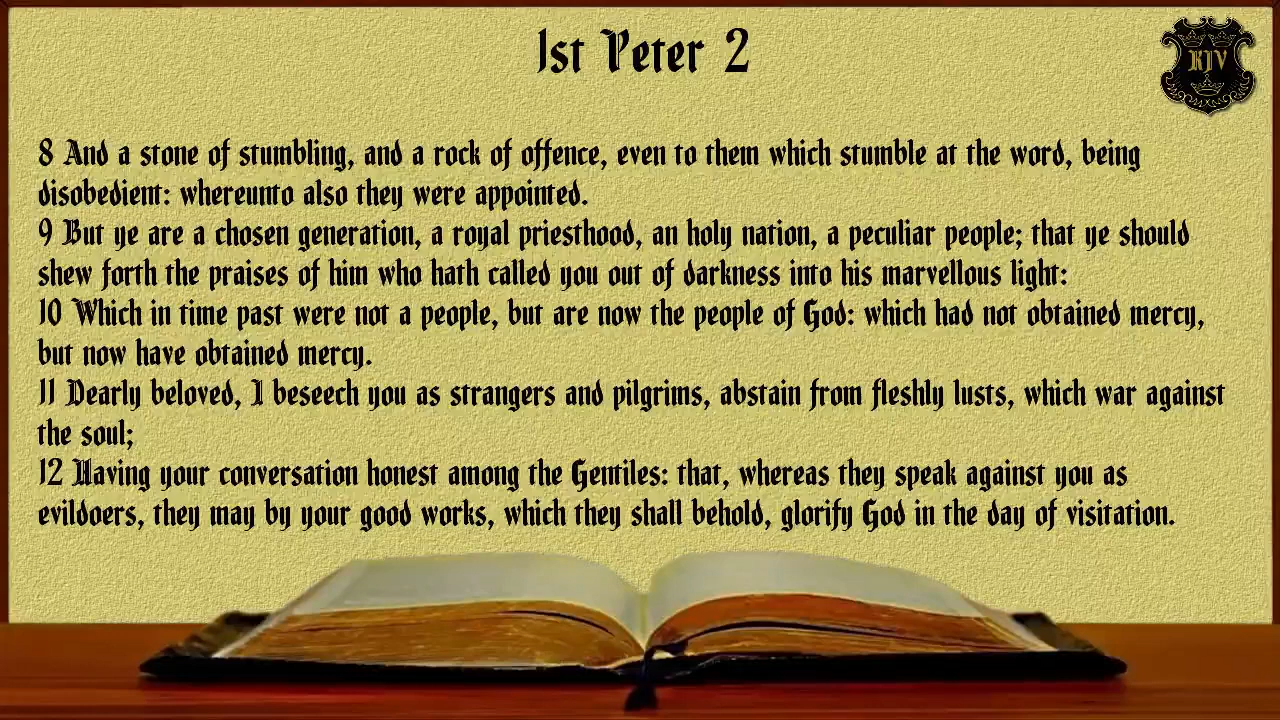 1st Peter 2
KJV
8 And a stone of stumbling, and a rock of offence, even to them which stumble at the word, being
disobedient: whereunto also they were appointed.
9 But ye are a chosen generation, a royal priesthood, an holy nation, a peculiar people; that ye should
shew forth the praises of him who hath called you out of darkness into his marvellous light:
10 Which in time past were not a people, but are now the people of God: which had not obtained mercy,
but now have obtained mercy.
11 Dearly beloved, I beseech you as strangers and pilgrims, abstain from fleshly lusts, which war against
the soul;
12 Having your conversation honest among the Gentiles: that, whereas they speak against you as
evildoers, they may by your good works, which they shall behold, glorify God in the day of visitation.